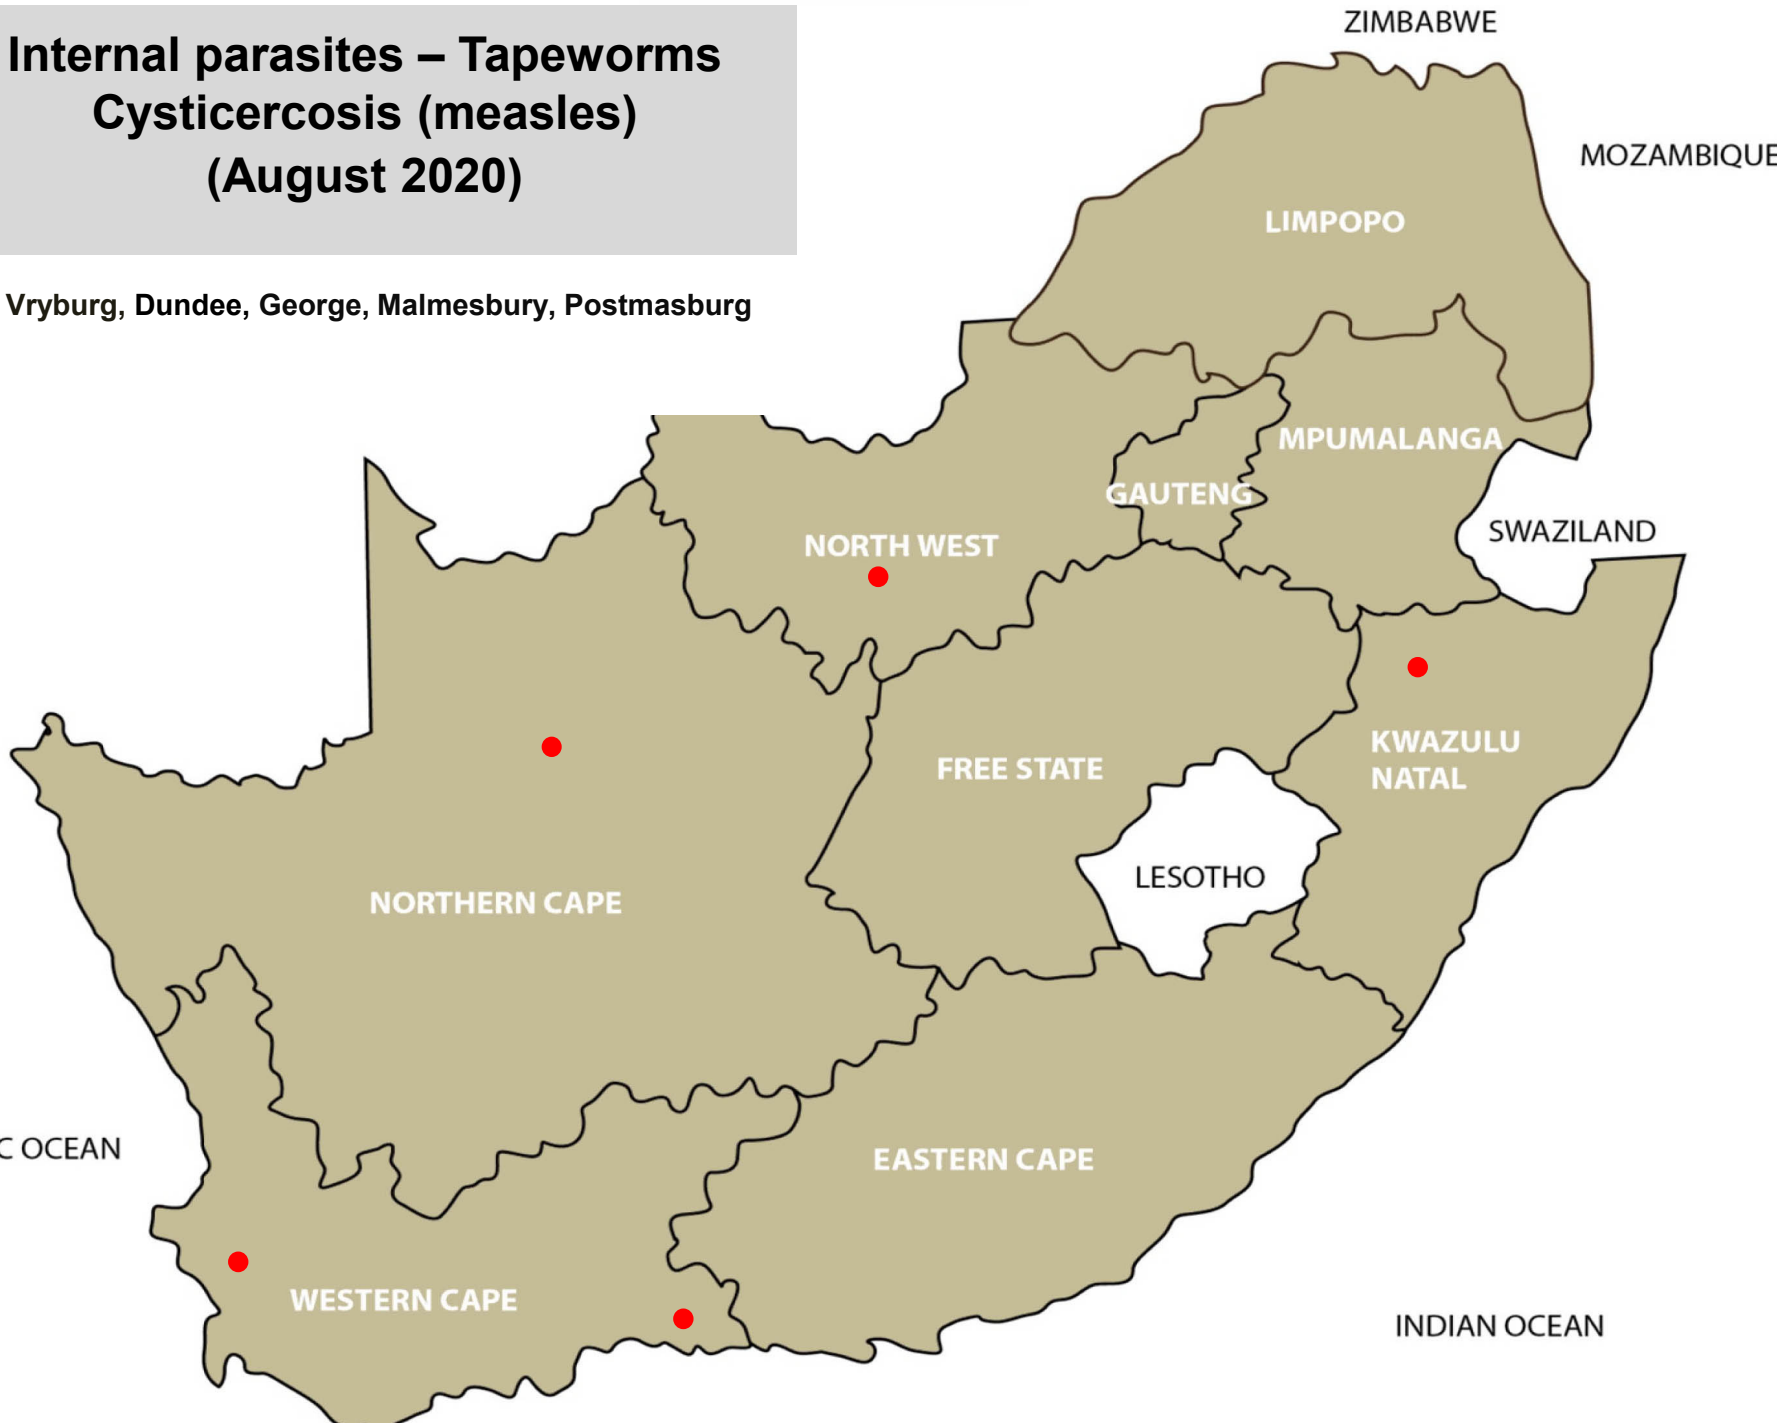 Internal parasites – Tapeworms
Cysticercosis (measles)
(August 2020)
Vryburg, Dundee, George, Malmesbury, Postmasburg
ZIMBABWE
MOZAMBIQUE
LIMPOPO
MPUMALANGA
GAUTENG
SWAZILAND
NORTH WEST
KWAZULU
NATAL
FREE STATE
LESOTHO
NORTHERN CAPE
C OCEAN
EASTERN CAPE
WESTERN CAPE
INDIAN OCEAN